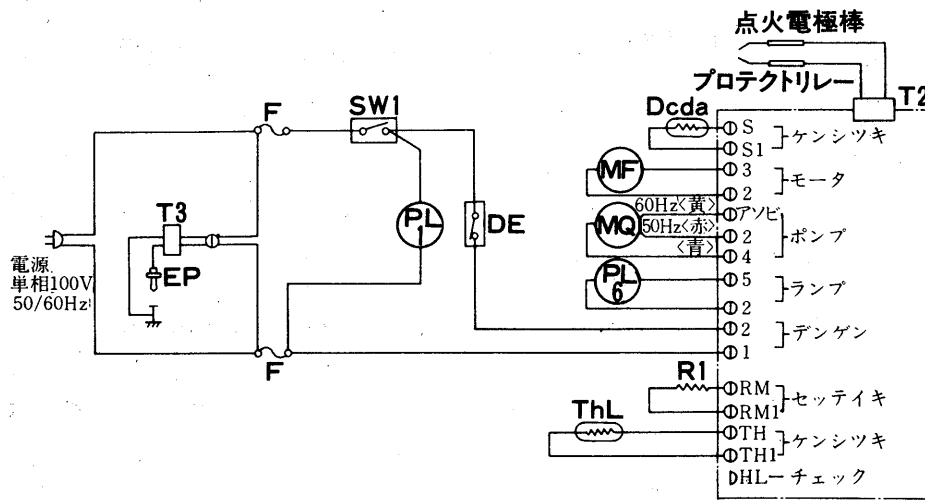 点火電極棒
プロテクトリレー
T2
F
SW1
Dcda
S
S1
ケンシツキ
MF
3
2
モータ
60Hz〈黄〉
アソビ
MQ
50Hz〈赤〉
2
〈青〉
4
ポンプ
T3
PL
1
DE
EP
電源
単相100V
50/60Hz
PL
6
5
2
ランプ
2
1
デンゲン
F
R1
RM
RM1
セッテイキ
ThL
TH
TH1
ケンシツキ
HL
チェック